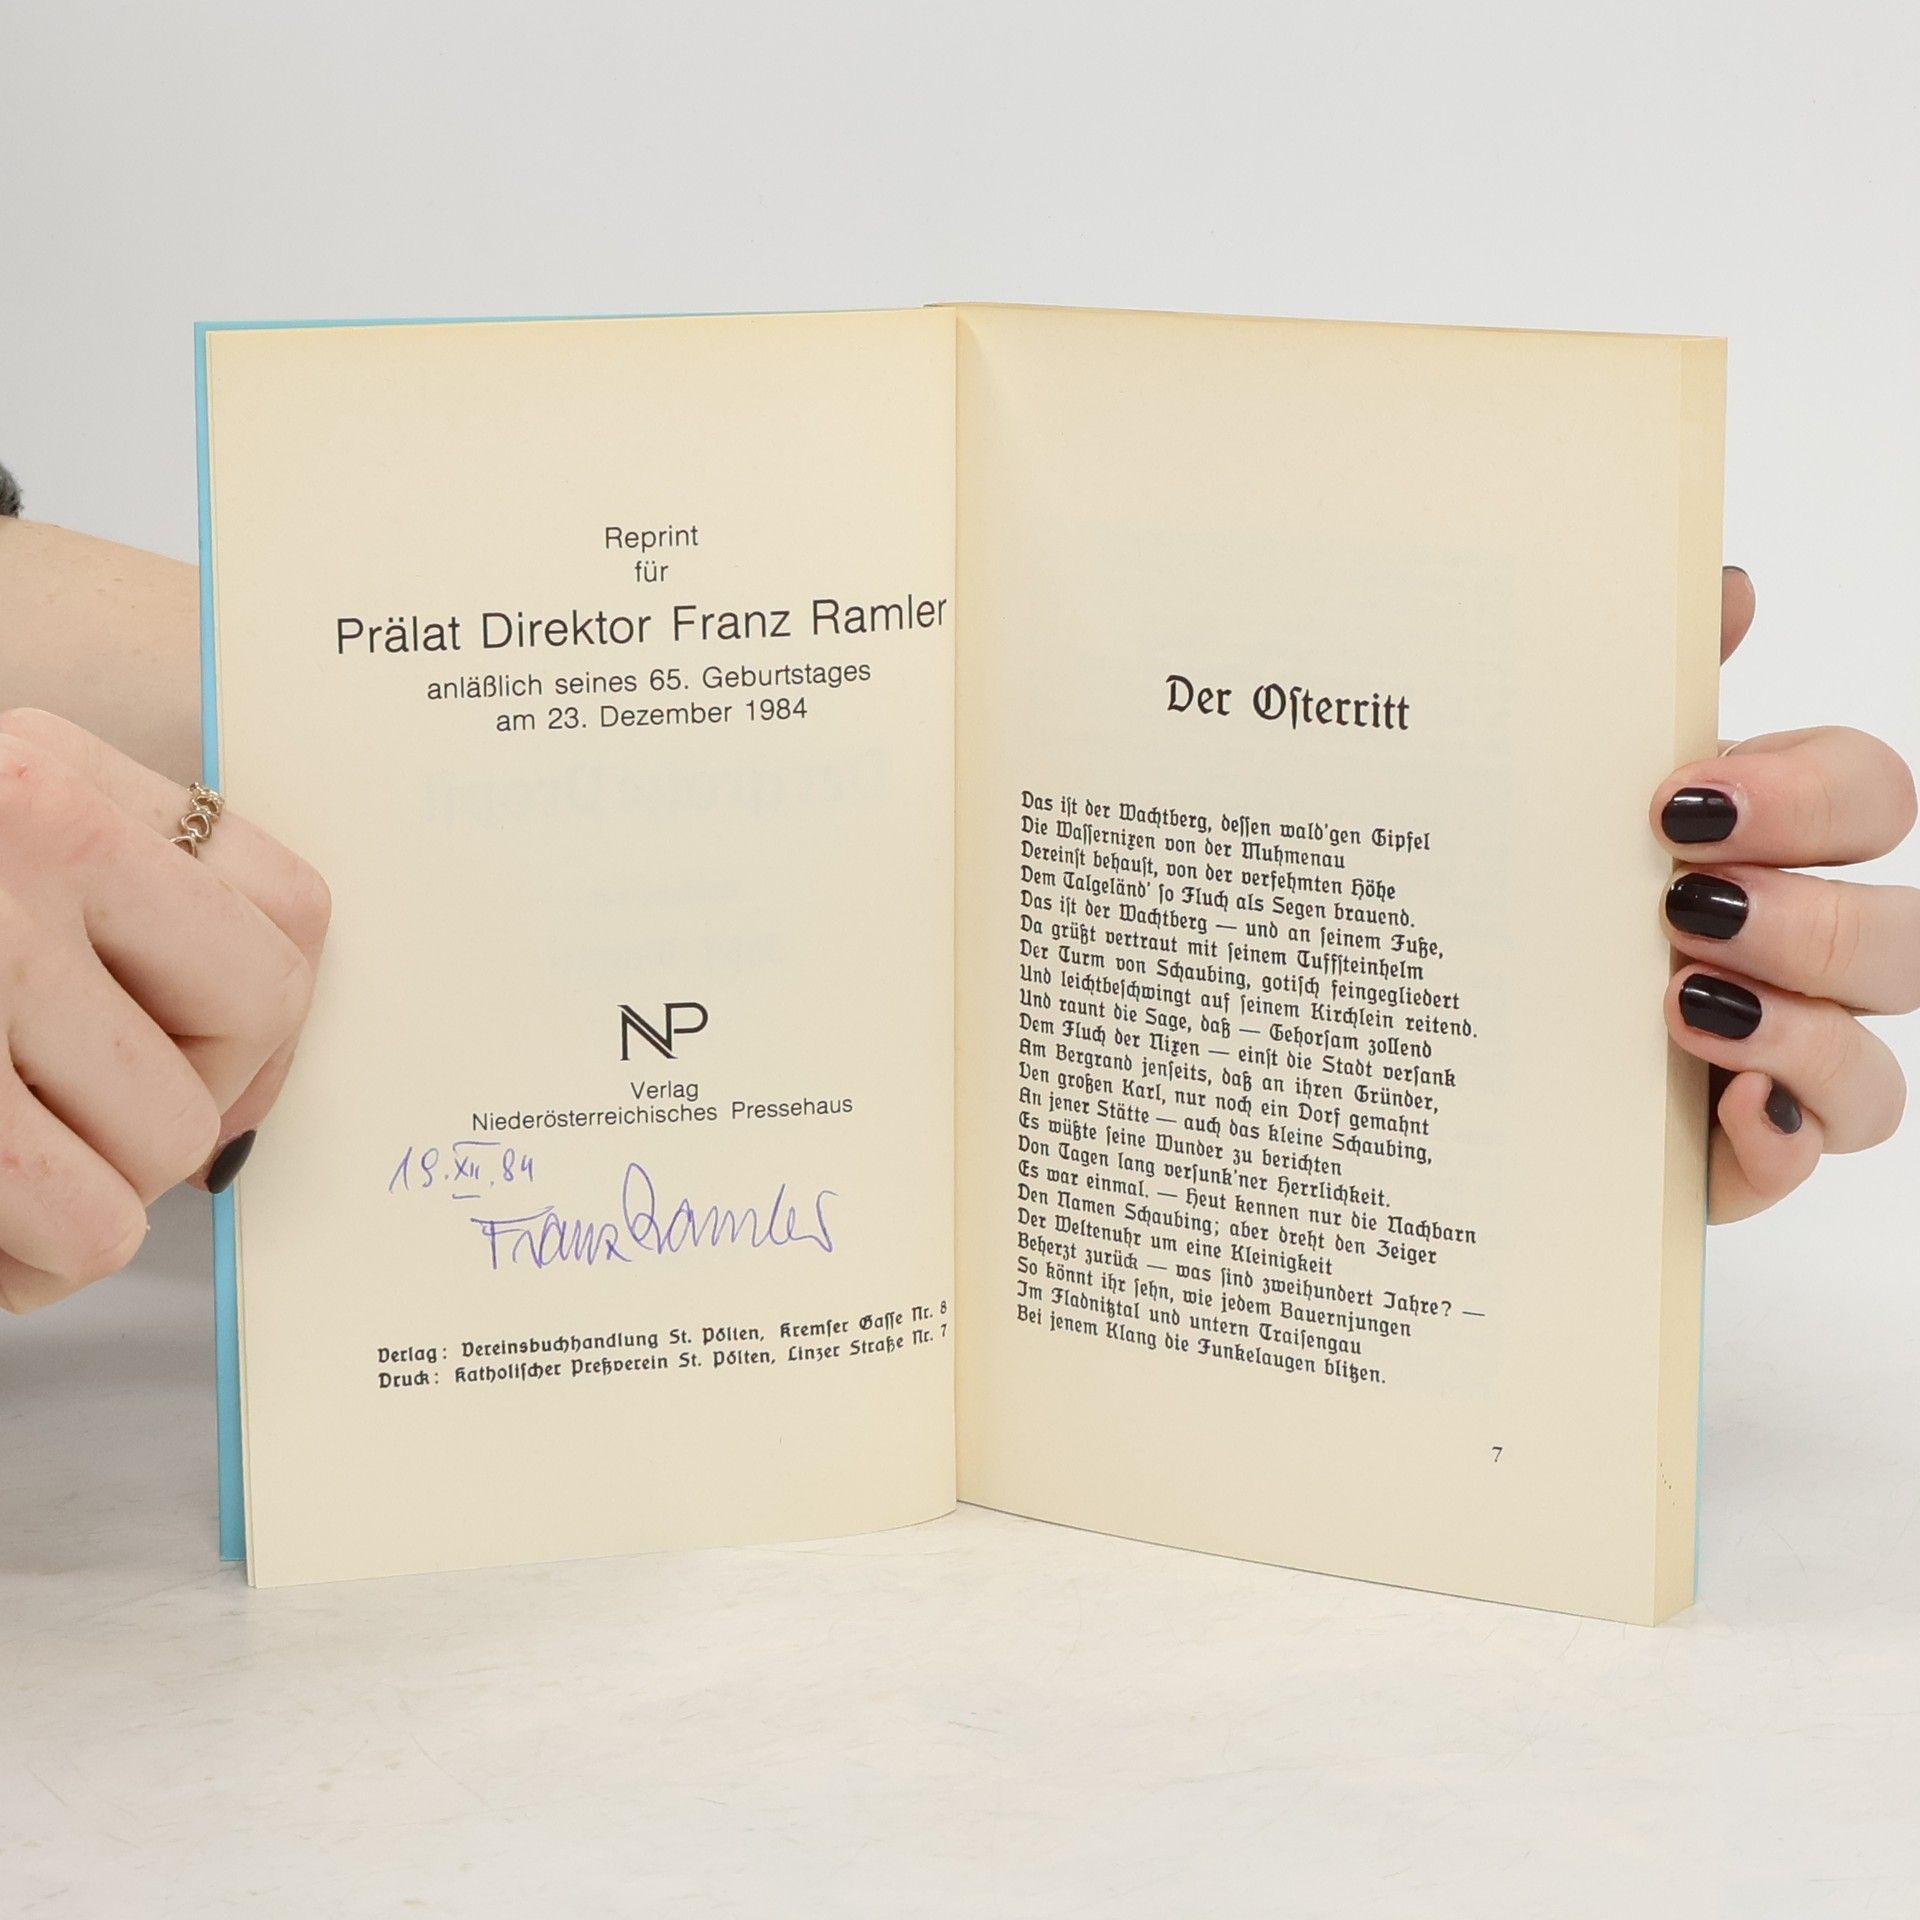 Reprint
für
Prälat Direktor Franz Ramler
anläßlich seines 65. Geburtstages
am 23. Dezember 1984
NP
Verlag
Niederösterreichisches Pressehaus
19.XII.84
Franz Ramler
Verlag: Vereinsbuchhandlung St. Pölten, Kremser Gasse Nr. 8
Druck: Katholischer Preßverein St. Pölten, Linzer Straße Nr. 7
Der Osterritt
Das ist der Wachtberg, dessen wald'gen Gipfel
Die Wassernixen von der Muhmenau
Dereinst behaust, von der verfehmten Höhe
Dem Talgeländ' so Fluch als Segen brauend.
Das ist der Wachtberg — und an seinem Fuße,
Da grüßt vertraut mit seinem Tuffsteinhelm
Der Turm von Schaubing, gotisch feingegliedert
Und leichtbeschwingt auf seinem Kirchlein reitend.
Und raunt die Sage, daß — Gehorsam zollend
Dem Fluch der Nixen — einst die Stadt versank
Am Bergrand jenseits, daß an ihren Gründer,
Den großen Karl, nur noch ein Dorf gemahnt
An jener Stätte — auch das kleine Schaubing,
Es wüßte seine Wunder zu berichten
Von Tagen lang versunk'ner Herrlichkeit.
Es war einmal. — Heut kennen nur die Nachbarn
Den Namen Schaubing; aber dreht den Zeiger
Der Weltenuhr um eine Kleinigkeit
Beherzt zurück — was sind zweihundert Jahre? —
So könnt ihr sehn, wie jedem Bauernjungen
Im Fladnitztal und untern Traisengau
Bei jenem Klang die Funkelaugen blitzen.
7